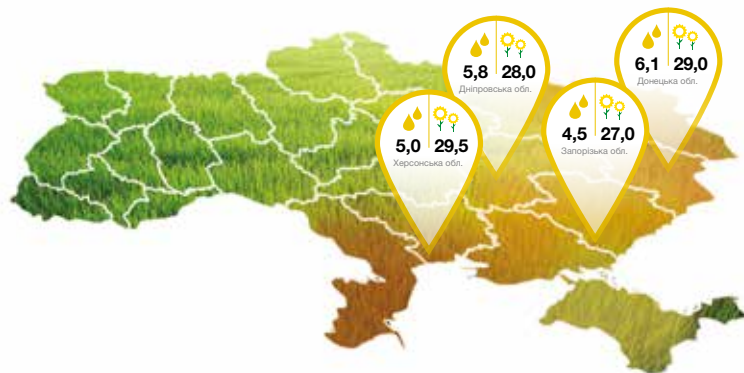 5,8 28,0
Дніпровська обл.
6,1 29,0
Донецька обл.
5,0 29,5
Херсонська обл.
4,5 27,0
Запорізька обл.